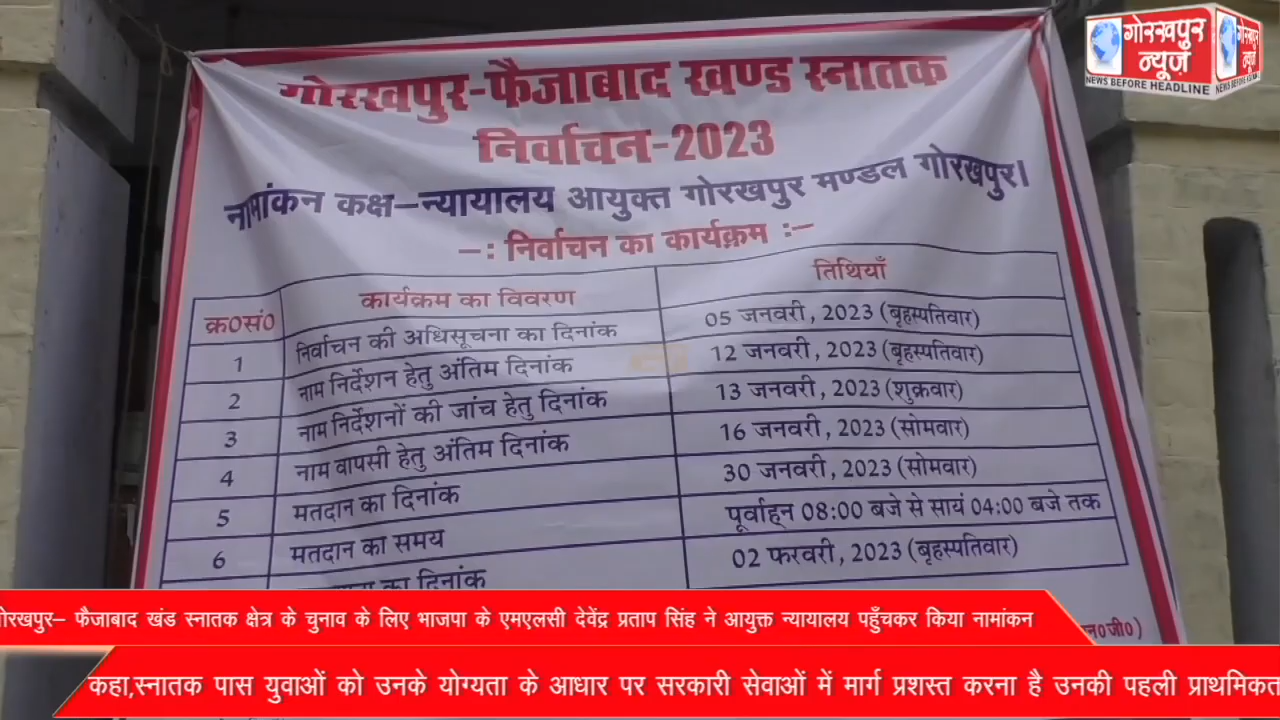 गोरखपुर न्यूज़
NEWS BEFORE HEADLINE
गोरखपुर-फैजाबाद खण्ड स्नातक
निर्वाचन-2023
नामांकन कक्ष–न्यायालय आयुक्त गोरखपुर मण्डल गोरखपुर।
–: निर्वाचन का कार्यक्रम :–
क्र0सं0 कार्यक्रम का विवरण तिथियाँ
1 निर्वाचन की अधिसूचना का दिनांक 05 जनवरी, 2023 (बृहस्पतिवार)
2 नाम निर्देशन हेतु अंतिम दिनांक 12 जनवरी, 2023 (बृहस्पतिवार)
3 नाम निर्देशनों की जांच हेतु दिनांक 13 जनवरी, 2023 (शुक्रवार)
4 नाम वापसी हेतु अंतिम दिनांक 16 जनवरी, 2023 (सोमवार)
5 मतदान का दिनांक 30 जनवरी, 2023 (सोमवार)
6 मतदान का समय पूर्वाह्न 08:00 बजे से सायं 04:00 बजे तक
का दिनांक 02 फरवरी, 2023 (बृहस्पतिवार)
न0जी0)
गोरखपुर– फैजाबाद खंड स्नातक क्षेत्र के चुनाव के लिए भाजपा के एमएलसी देवेंद्र प्रताप सिंह ने आयुक्त न्यायालय पहुँचकर किया नामांकन
कहा,स्नातक पास युवाओं को उनके योग्यता के आधार पर सरकारी सेवाओं में मार्ग प्रशस्त करना है उनकी पहली प्राथमिकत